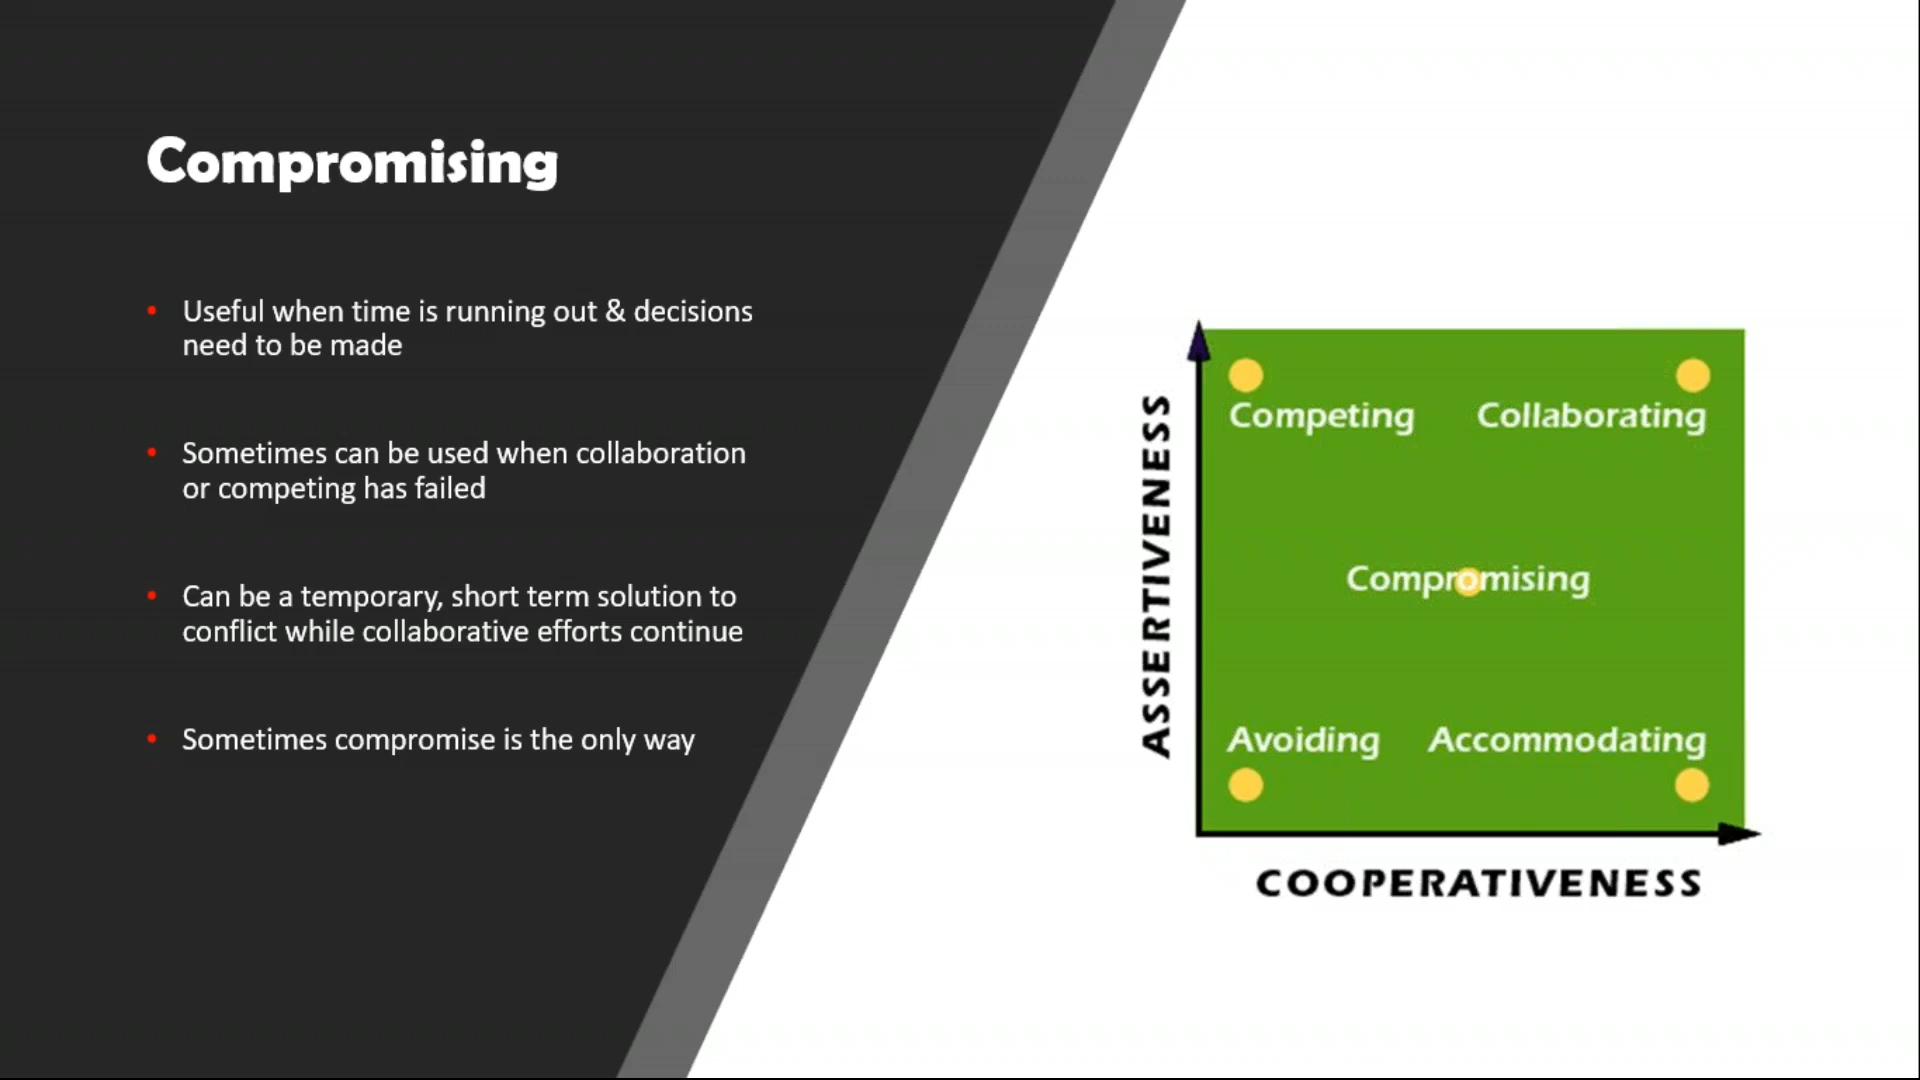 Compromising
• Useful when time is running out & decisions
need to be made
• Sometimes can be used when collaboration
or competing has failed
• Can be a temporary, short term solution to
conflict while collaborative efforts continue
• Sometimes compromise is the only way
ASSERTIVENESS
Competing Collaborating
Compromising
Avoiding Accommodating
COOPERATIVENESS